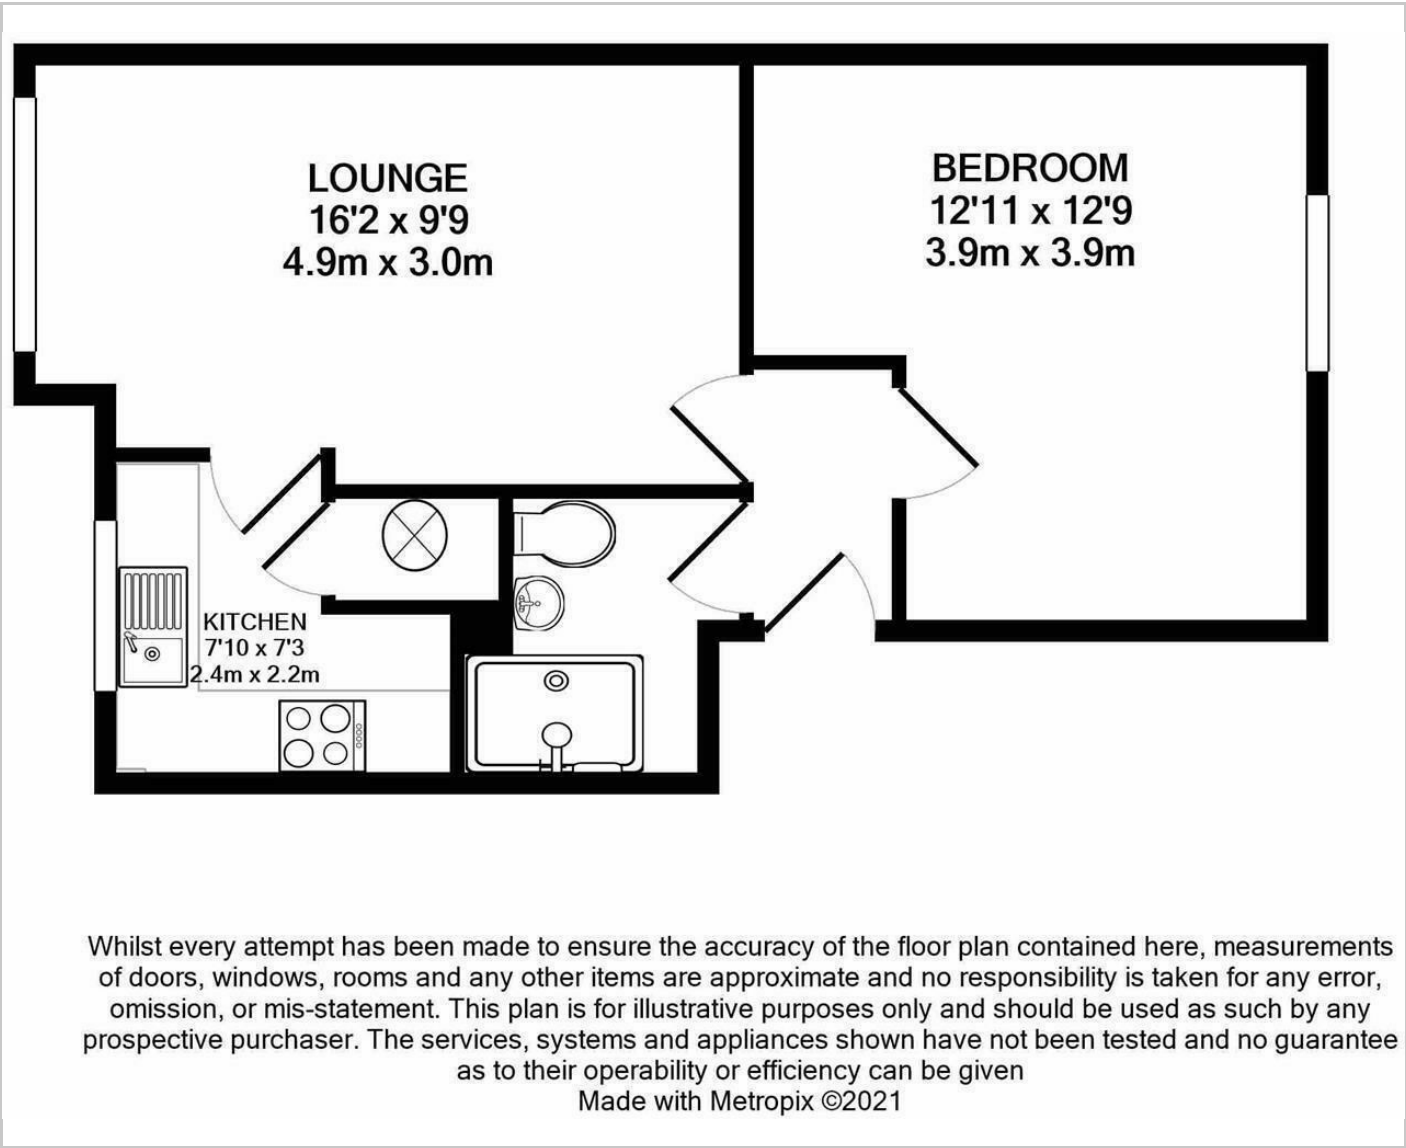 LOUNGE
16'2 x 9'9
4.9m x 3.0m
BEDROOM
12'11 x 12'9
3.9m x 3.9m
KITCHEN
7'10 x 7'3
2.4m x 2.2m
Whilst every attempt has been made to ensure the accuracy of the floor plan contained here, measurements
of doors, windows, rooms and any other items are approximate and no responsibility is taken for any error,
omission, or mis-statement. This plan is for illustrative purposes only and should be used as such by any
prospective purchaser. The services, systems and appliances shown have not been tested and no guarantee
as to their operability or efficiency can be given
Made with Metropix ©2021